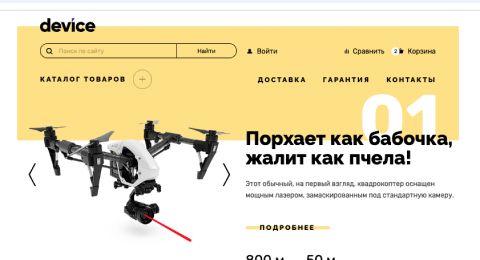 device
Поиск по сайту
Найти
Войти
Сравнить
2
Корзина
КАТАЛОГ ТОВАРОВ
ДОСТАВКА
ГАРАНТИЯ
КОНТАКТЫ
01
Порхает как бабочка,
жалит как пчела!
Этот обычный, на первый взгляд, квадрокоптер оснащен
мощным лазером, замаскированным под стандартную камеру.
ПОДРОБНЕЕ
800 м
50 м